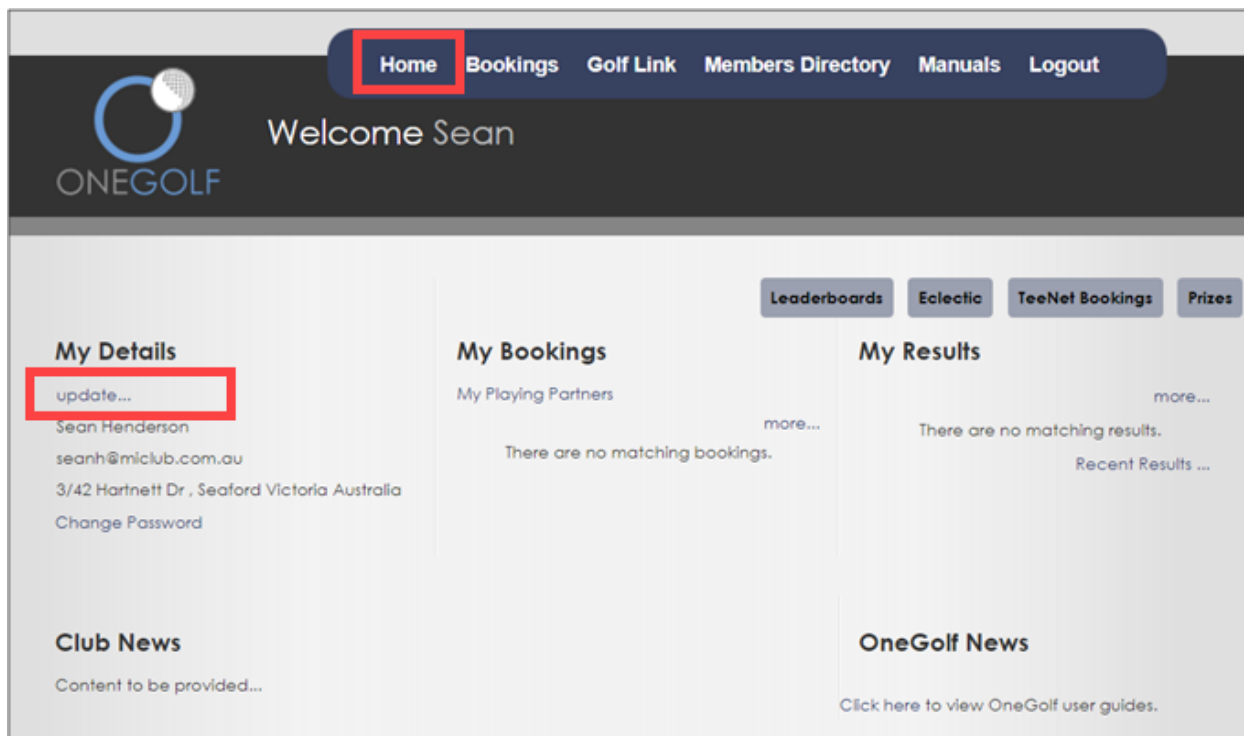 Home Bookings Golf Link Members Directory Manuals Logout
ONEGOLF
Welcome Sean
Leaderboards Eclectic TeeNet Bookings Prizes
My Details
update...
Sean Henderson
seanh@miclub.com.au
3/42 Hartnett Dr , Seaford Victoria Australia
Change Password
My Bookings
My Playing Partners
more...
There are no matching bookings.
My Results
more...
There are no matching results.
Recent Results ...
Club News
Content to be provided...
OneGolf News
Click here to view OneGolf user guides.